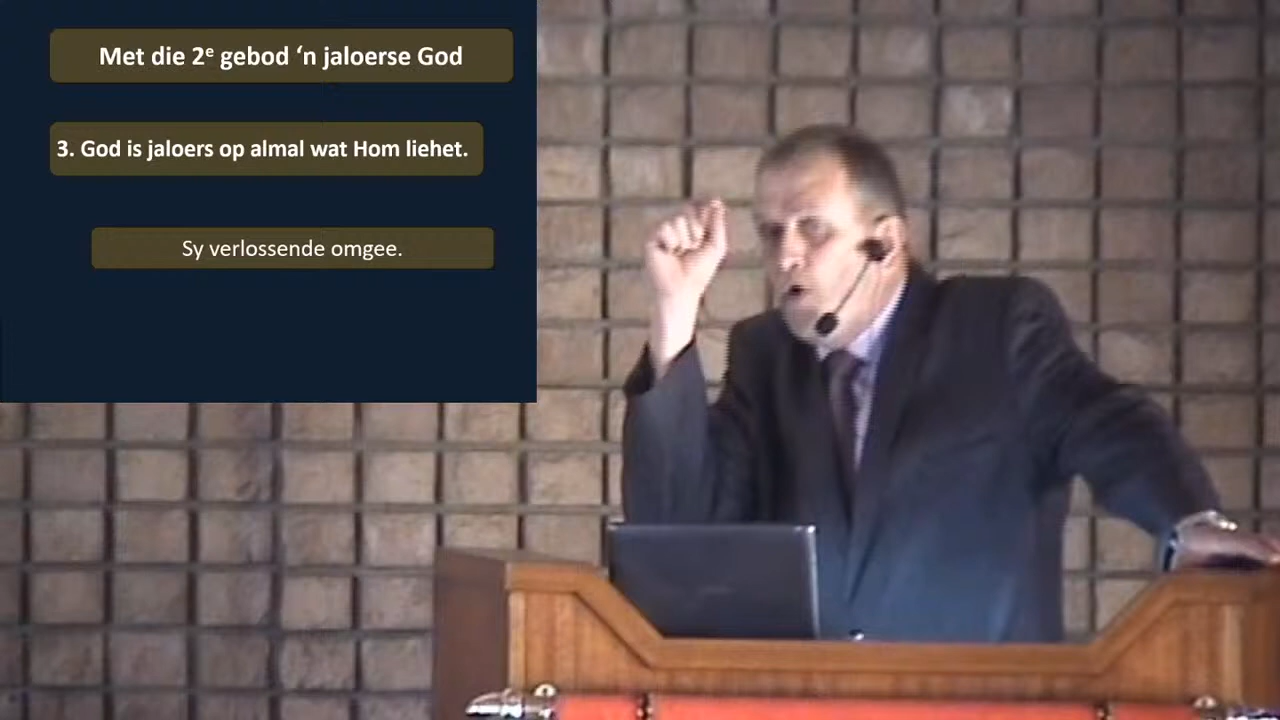 Met die 2ᵉ gebod ‘n jaloerse God
3. God is jaloers op almal wat Hom liehet.
Sy verlossende omgee.